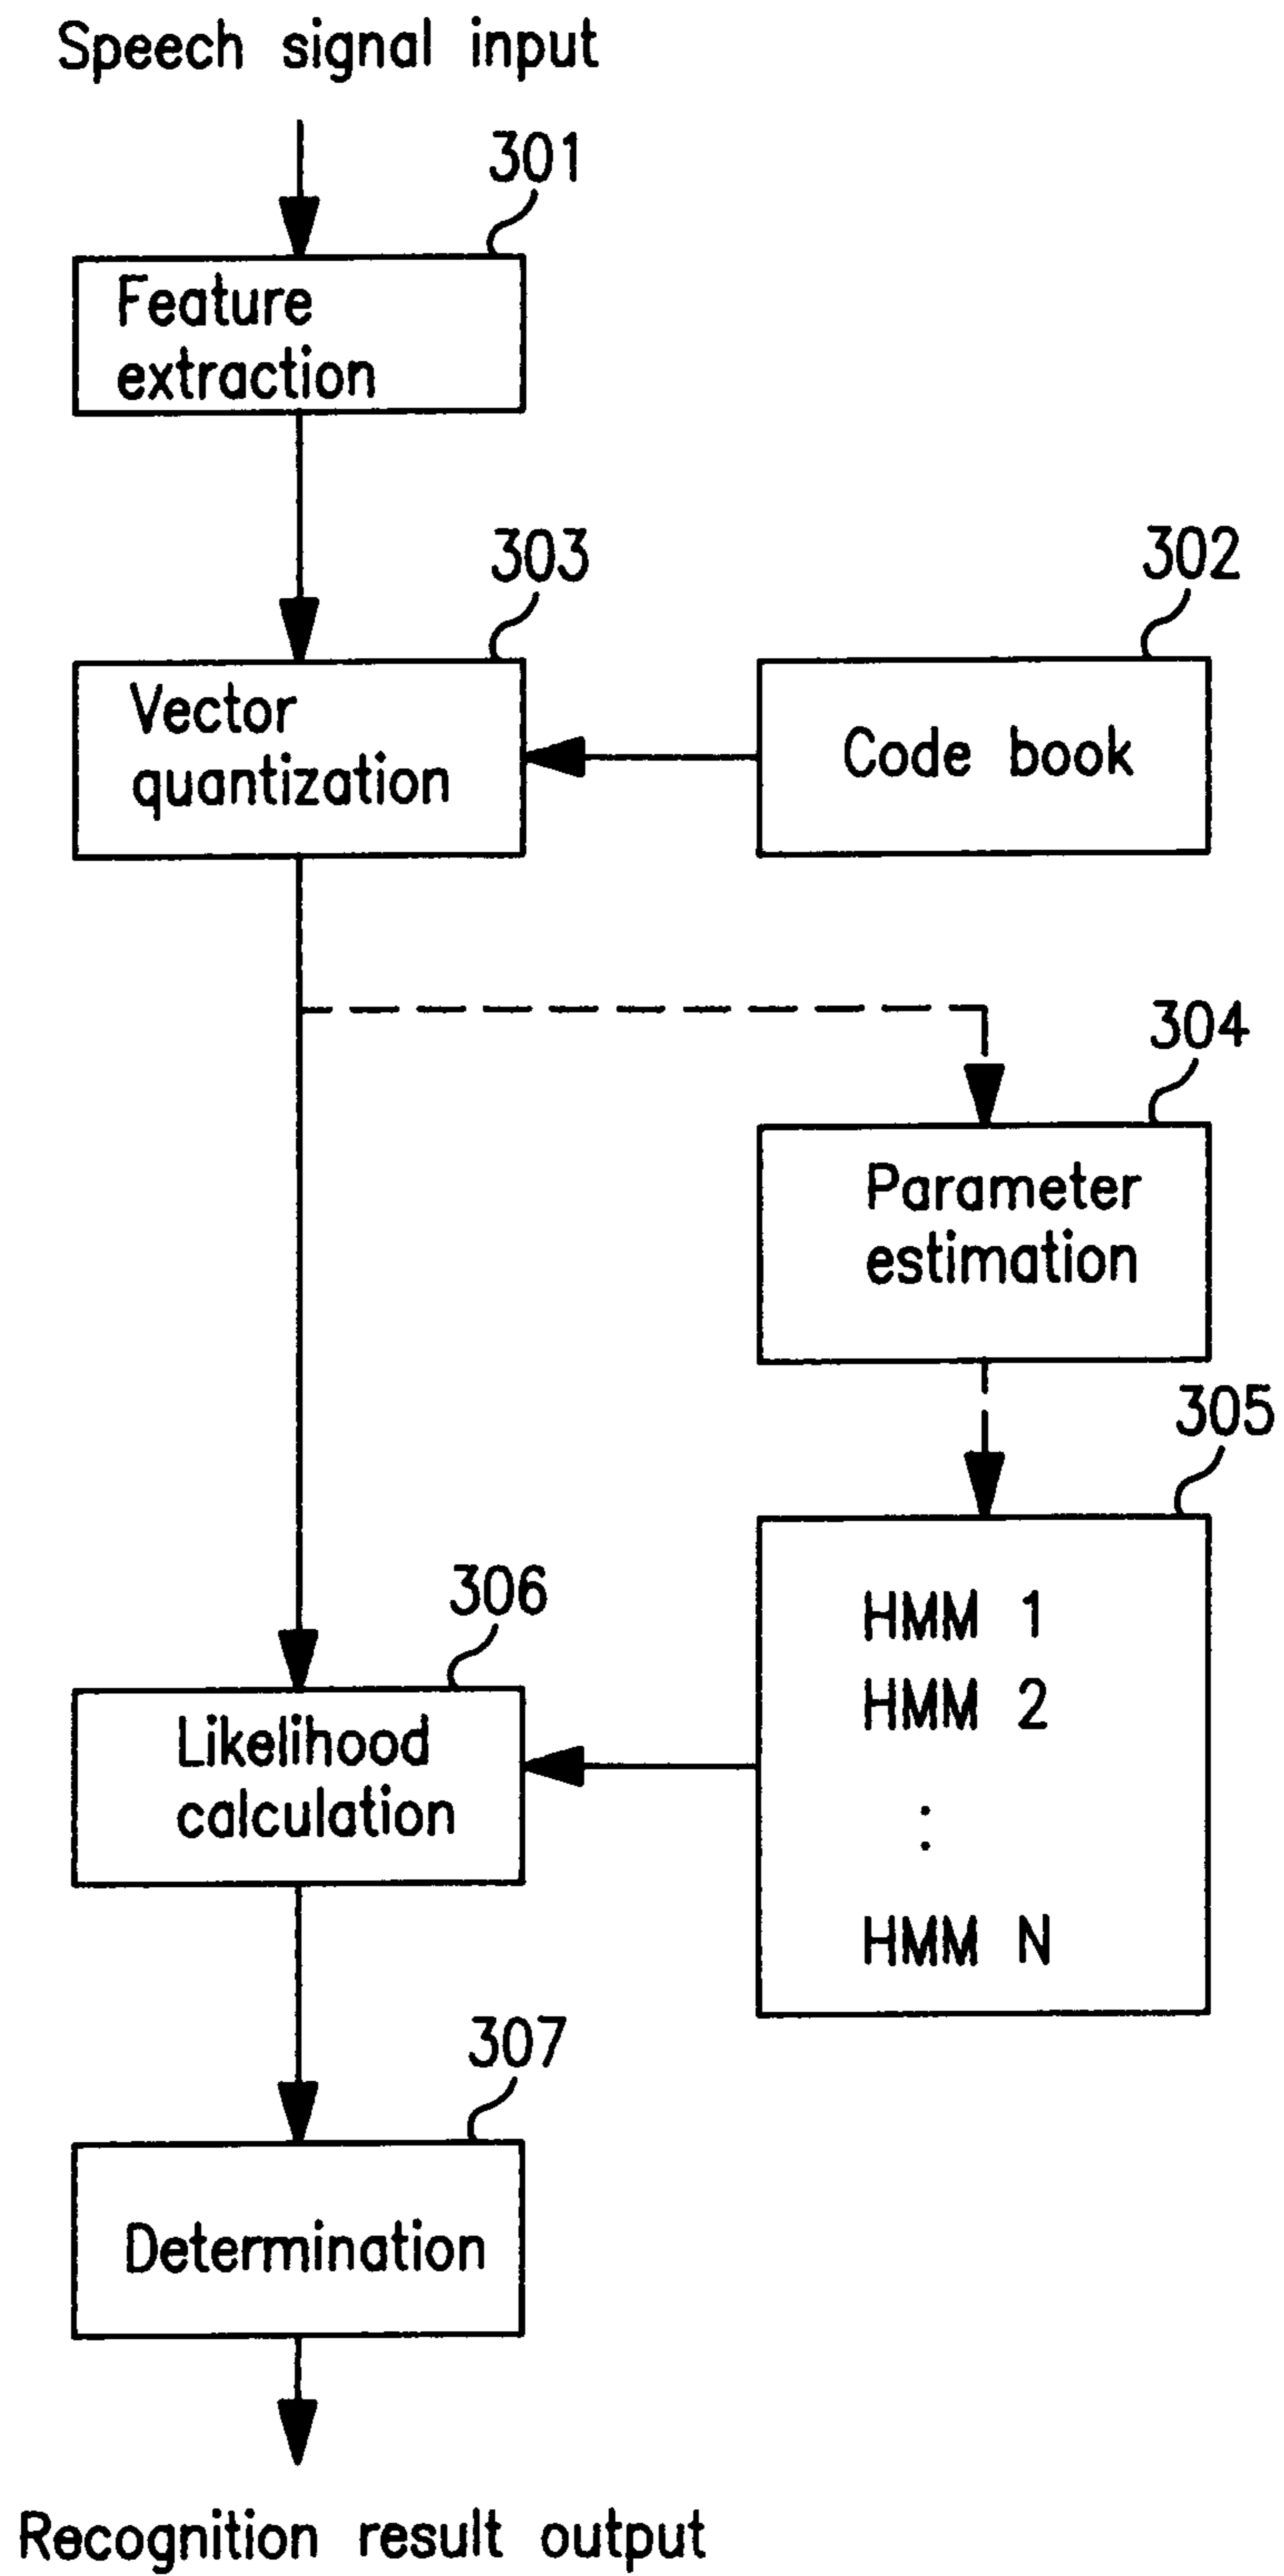 Speech signal input
301
Feature
extraction
303
302
Vector
quantization
Code book
304
Parameter
estimation
305
HMM 1
HMM 2
:
HMM N
306
Likelihood
calculation
307
Determination
Recognition result output